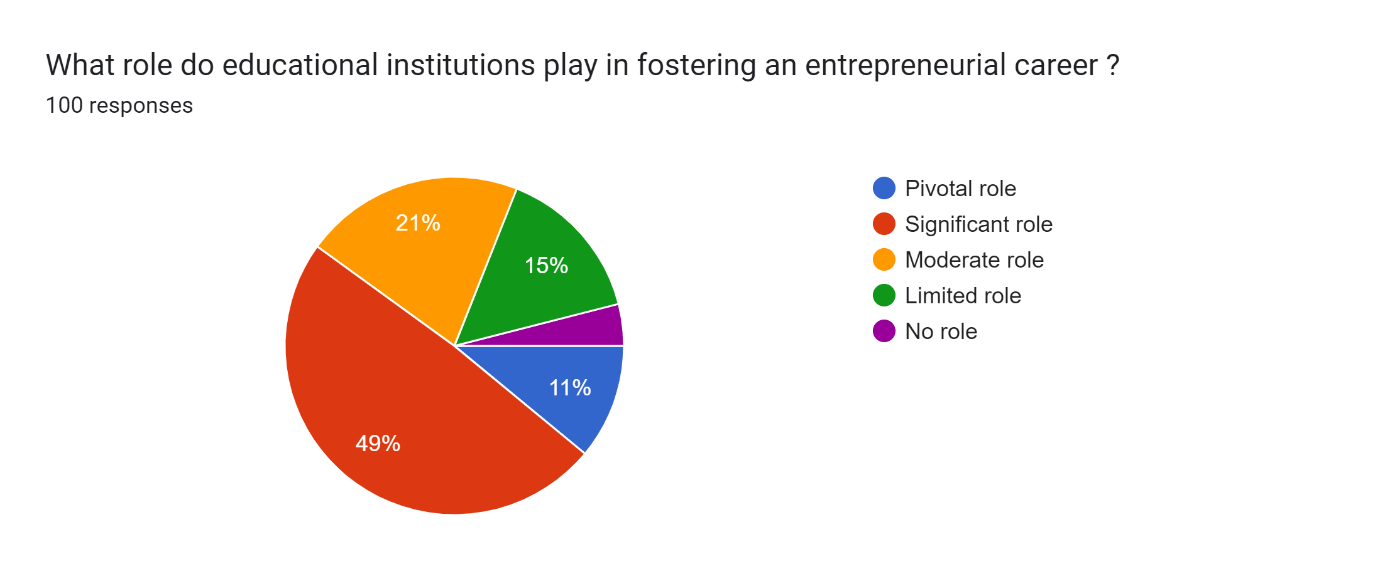 What role do educational institutions play in fostering an entrepreneurial career ?
100 responses
21%
15%
11%
49%
Pivotal role
Significant role
Moderate role
Limited role
No role